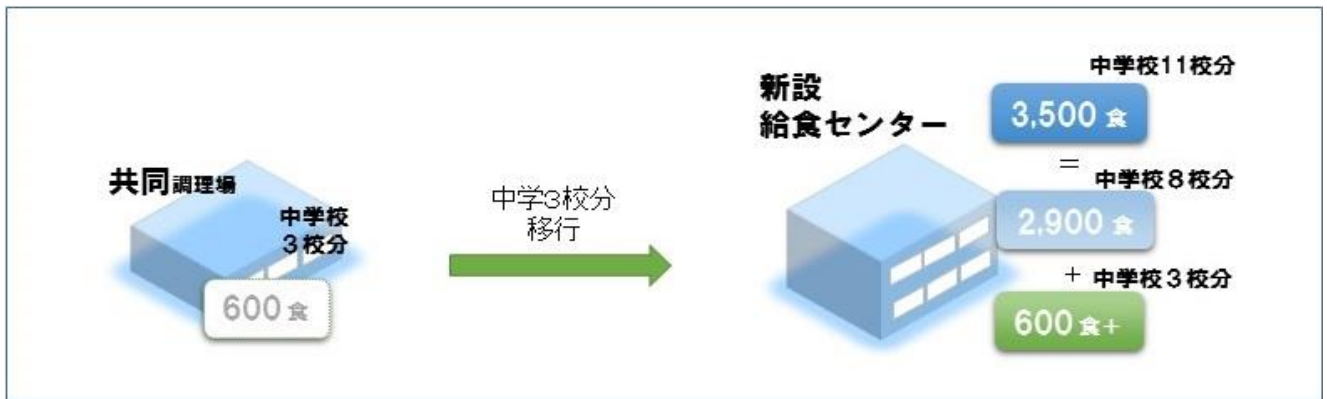 共同調理場
中学校
3校分
600食
中学3校分
移行
新設
給食センター
中学校11校分
3,500食
=
中学校8校分
2,900食
+ 中学校3校分
600食+